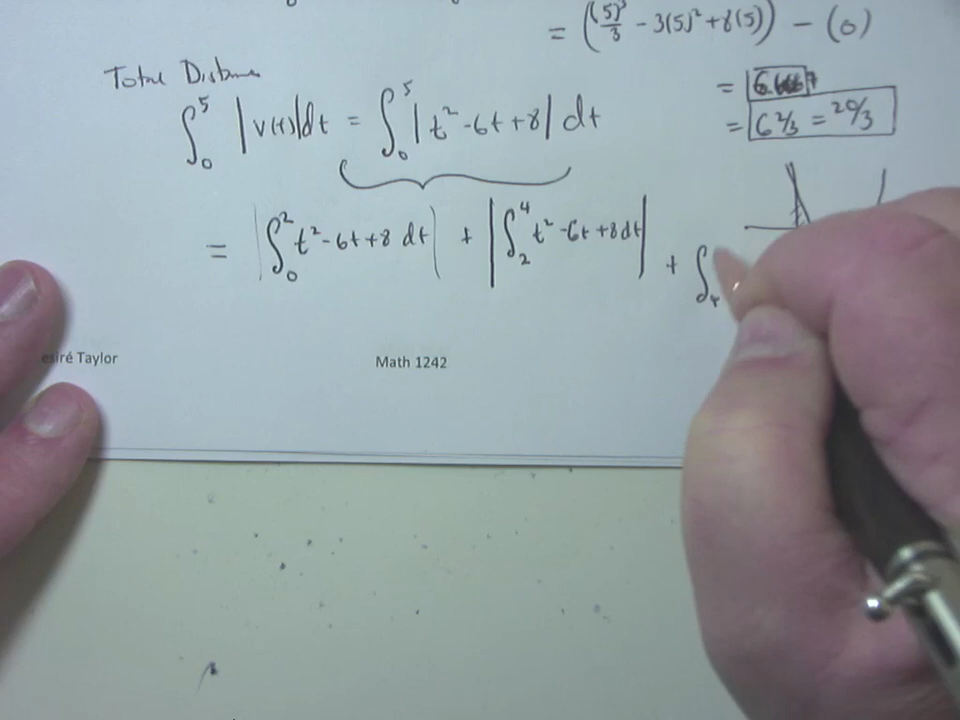 = ((5)³/3 - 3(5)² + 8(5)) - (0)
Total Distance
= 6.6667
∫₀⁵ |v(t)|dt = ∫₀⁵ |t² - 6t + 8| dt
= 6 2/3 = 20/3
= |∫₀² t² - 6t + 8 dt| + |∫₂⁴ t² - 6t + 8 dt| + ∫₄
esiré Taylor
Math 1242